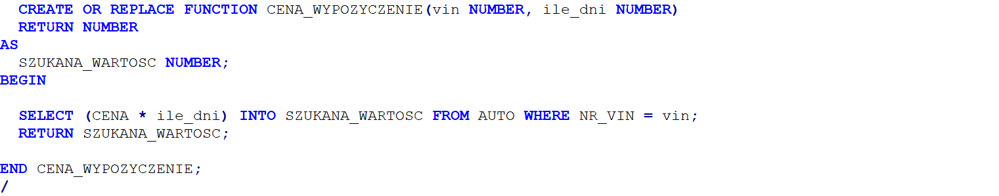 CREATE OR REPLACE FUNCTION CENA_WYPOZYCZENIE(vin NUMBER, ile_dni NUMBER)
RETURN NUMBER
AS
SZUKANA_WARTOSC NUMBER;
BEGIN
SELECT (CENA * ile_dni) INTO SZUKANA_WARTOSC FROM AUTO WHERE NR_VIN = vin;
RETURN SZUKANA_WARTOSC;
END CENA_WYPOZYCZENIE;
/